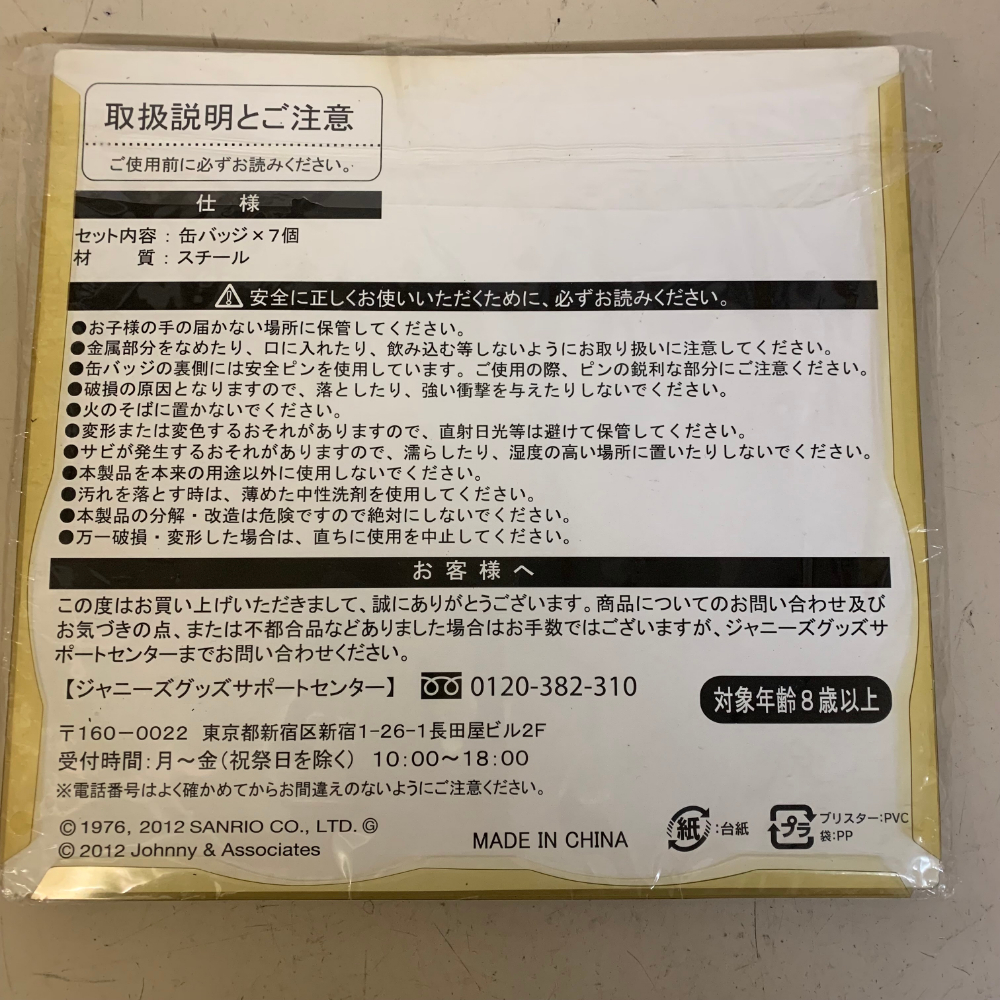 取扱説明とご注意
ご使用前に必ずお読みください。
仕様
セット内容：缶バッジ×7個
材　　質：スチール
安全に正しくお使いいただくために、必ずお読みください。
●お子様の手の届かない場所に保管してください。
●金属部分をなめたり、口に入れたり、飲み込む等しないようにお取り扱いに注意してください。
●缶バッジの裏側には安全ピンを使用しています。ご使用の際、ピンの鋭利な部分にご注意ください。
●破損の原因となりますので、落としたり、強い衝撃を与えたりしないでください。
●火のそばに置かないでください。
●変形または変色するおそれがありますので、直射日光等は避けて保管してください。
●サビが発生するおそれがありますので、濡らしたり、湿度の高い場所に置いたりしないでください。
●本製品を本来の用途以外に使用しないでください。
●汚れを落とす時は、薄めた中性洗剤を使用してください。
●本製品の分解・改造は危険ですので絶対にしないでください。
●万一破損・変形した場合は、直ちに使用を中止してください。
お客様へ
この度はお買い上げいただきまして、誠にありがとうございます。商品についてのお問い合わせ及び
お気づきの点、または不都合品などありました場合はお手数ではございますが、ジャニーズグッズサ
ポートセンターまでお問い合わせください。
【ジャニーズグッズサポートセンター】 0120-382-310
対象年齢8歳以上
〒160-0022 東京都新宿区新宿1-26-1長田屋ビル2F
受付時間：月～金（祝祭日を除く） 10：00～18：00
※電話番号はよく確かめてからお間違えのないようにご注意ください。
©1976, 2012 SANRIO CO., LTD. Ⓖ
©2012 Johnny & Associates
MADE IN CHINA
紙：台紙
プラ
ブリスター：PVC
袋：PP